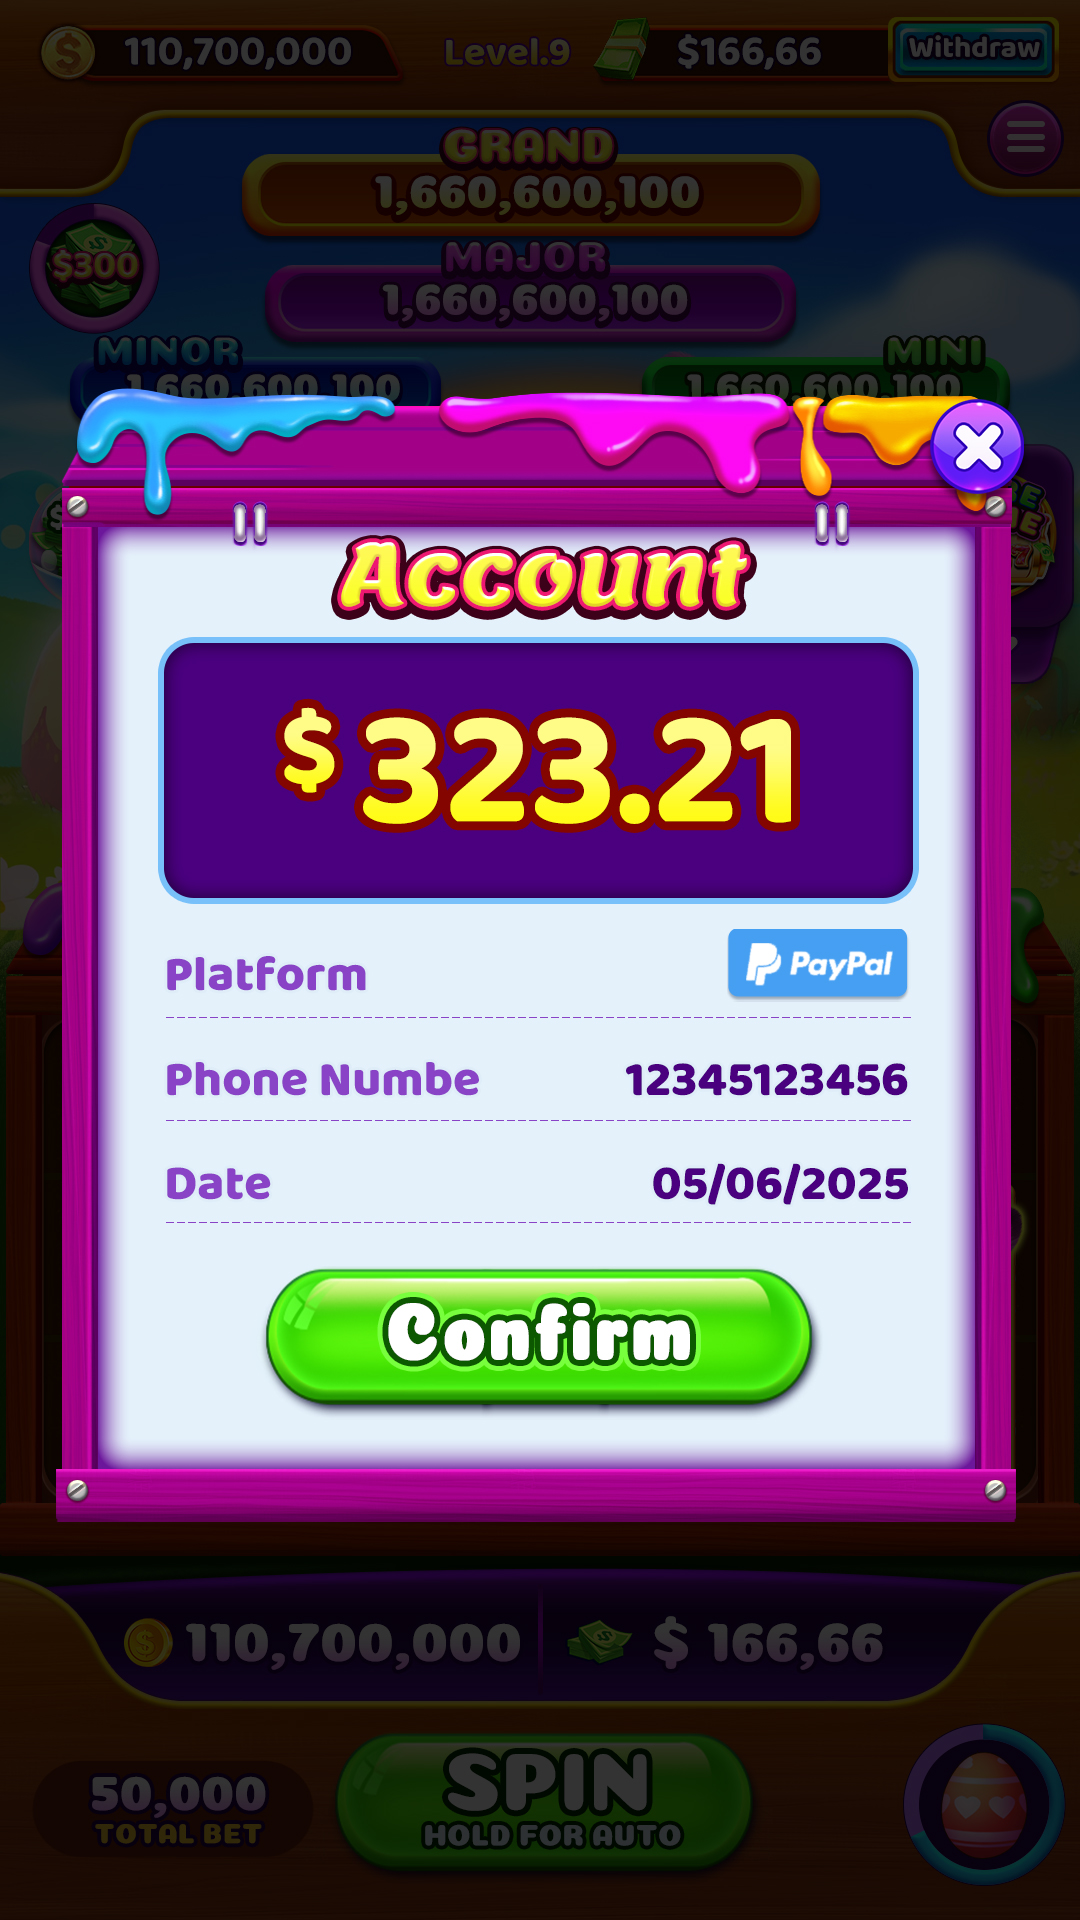 110,700,000
Level.9
$166,66
Withdraw
GRAND
1,660,600,100
$300
MAJOR
1,660,600,100
MINOR
MINI
1,660,600,100
1,660,600,100
Account
$323.21
Platform
PayPal
Phone Numbe
12345123456
Date
05/06/2025
Confirm
110,700,000
$ 166,66
50,000
TOTAL BET
SPIN
HOLD FOR AUTO